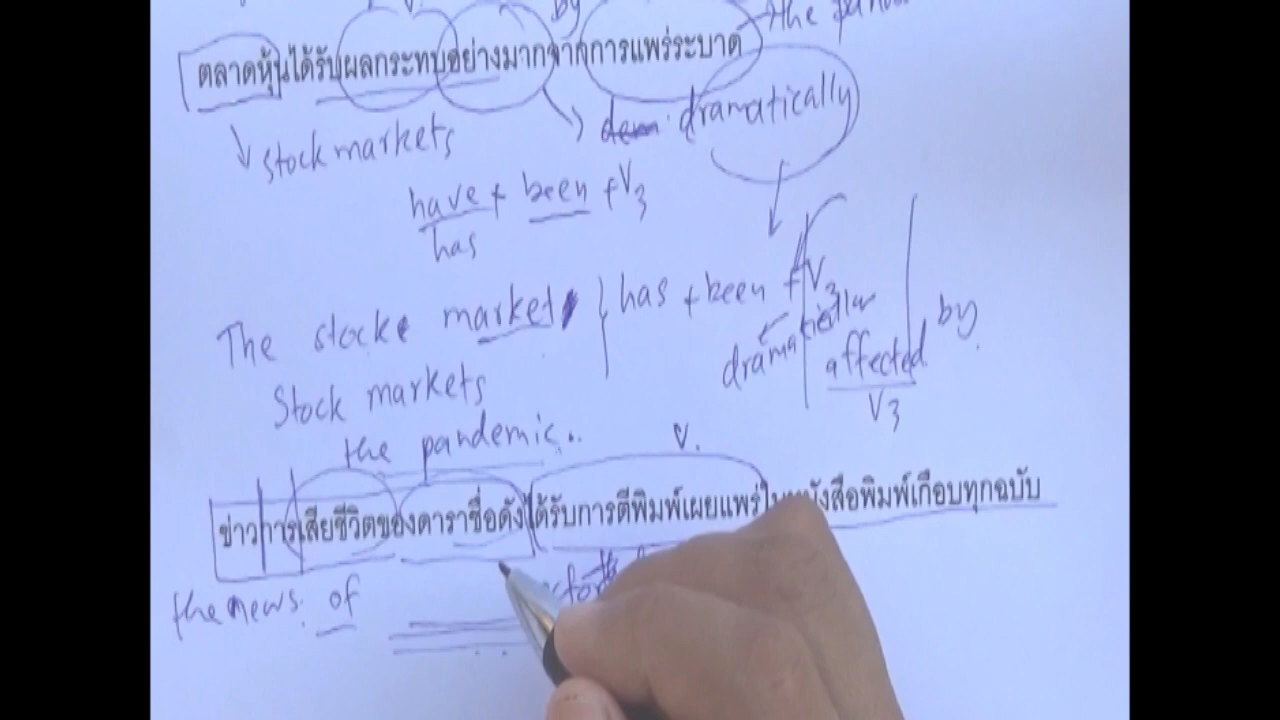 by
the
ตลาดหุ้นได้รับผลกระทบอย่างมากจากการแพร่ระบาด
stock markets dramatically
have + been + V3
has
The stock market has + been + V3
dramatically affected by
Stock markets V3
the pandemic.. V.
ข่าวการเสียชีวิตของดาราชื่อดังได้รับการตีพิมพ์เผยแพร่ในหนังสือพิมพ์เกือบทุกฉบับ
the news of